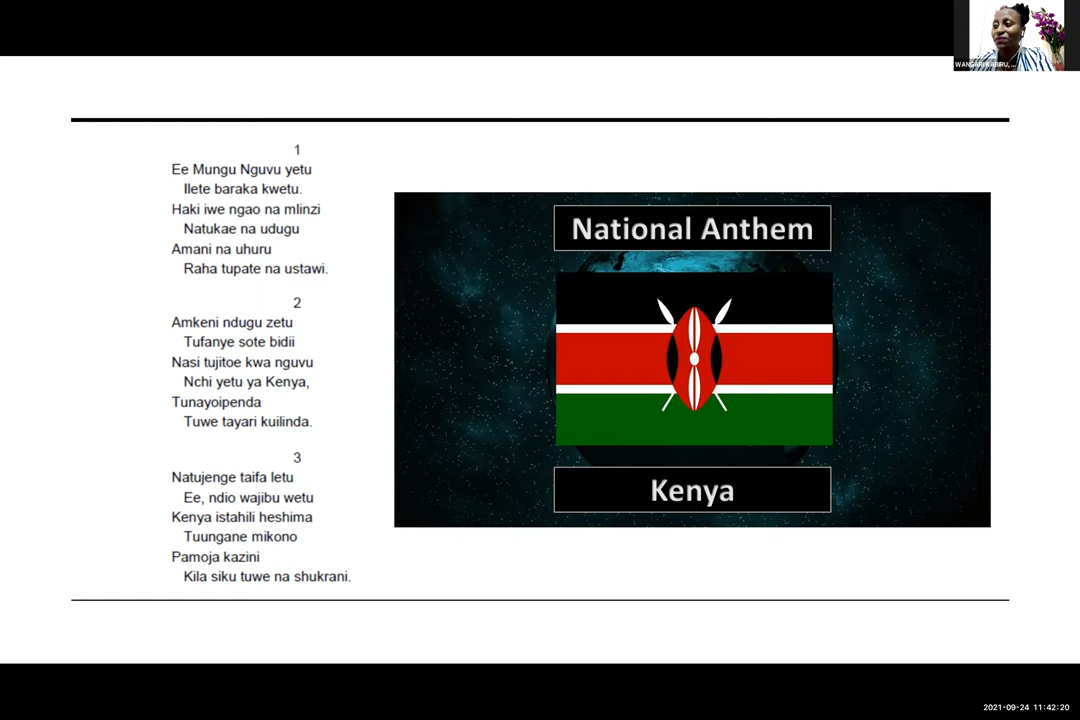 WANGARI KABIRU, ...
1
Ee Mungu Nguvu yetu
Ilete baraka kwetu.
Haki iwe ngao na mlinzi
Natukae na udugu
Amani na uhuru
Raha tupate na ustawi.
2
Amkeni ndugu zetu
Tufanye sote bidii
Nasi tujitoe kwa nguvu
Nchi yetu ya Kenya,
Tunayoipenda
Tuwe tayari kuilinda.
3
Natujenge taifa letu
Ee, ndio wajibu wetu
Kenya istahili heshima
Tuungane mikono
Pamoja kazini
Kila siku tuwe na shukrani.
National Anthem
Kenya
2021-09-24 11:42:20